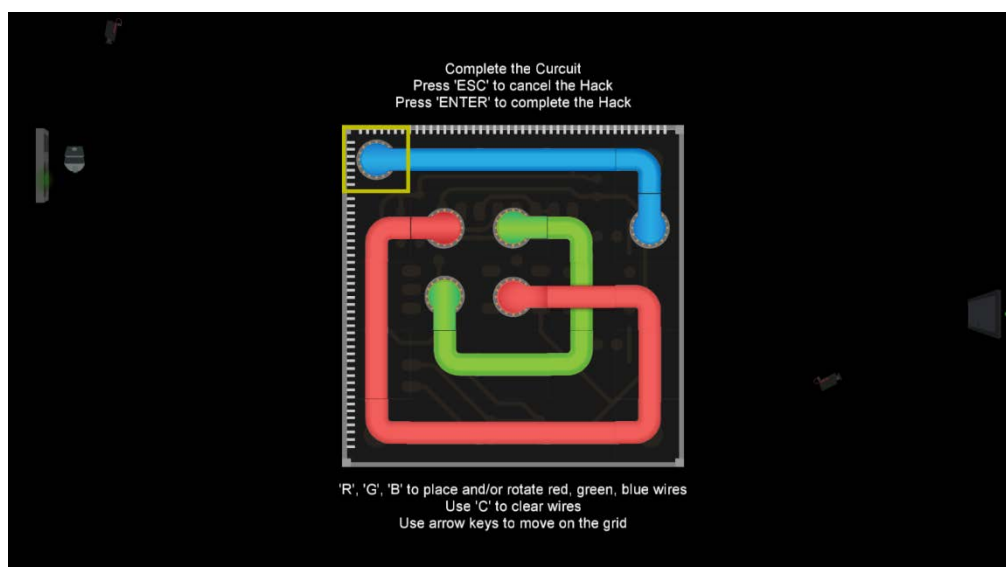 Complete the Curcuit
Press 'ESC' to cancel the Hack
Press 'ENTER' to complete the Hack
'R', 'G', 'B' to place and/or rotate red, green, blue wires
Use 'C' to clear wires
Use arrow keys to move on the grid